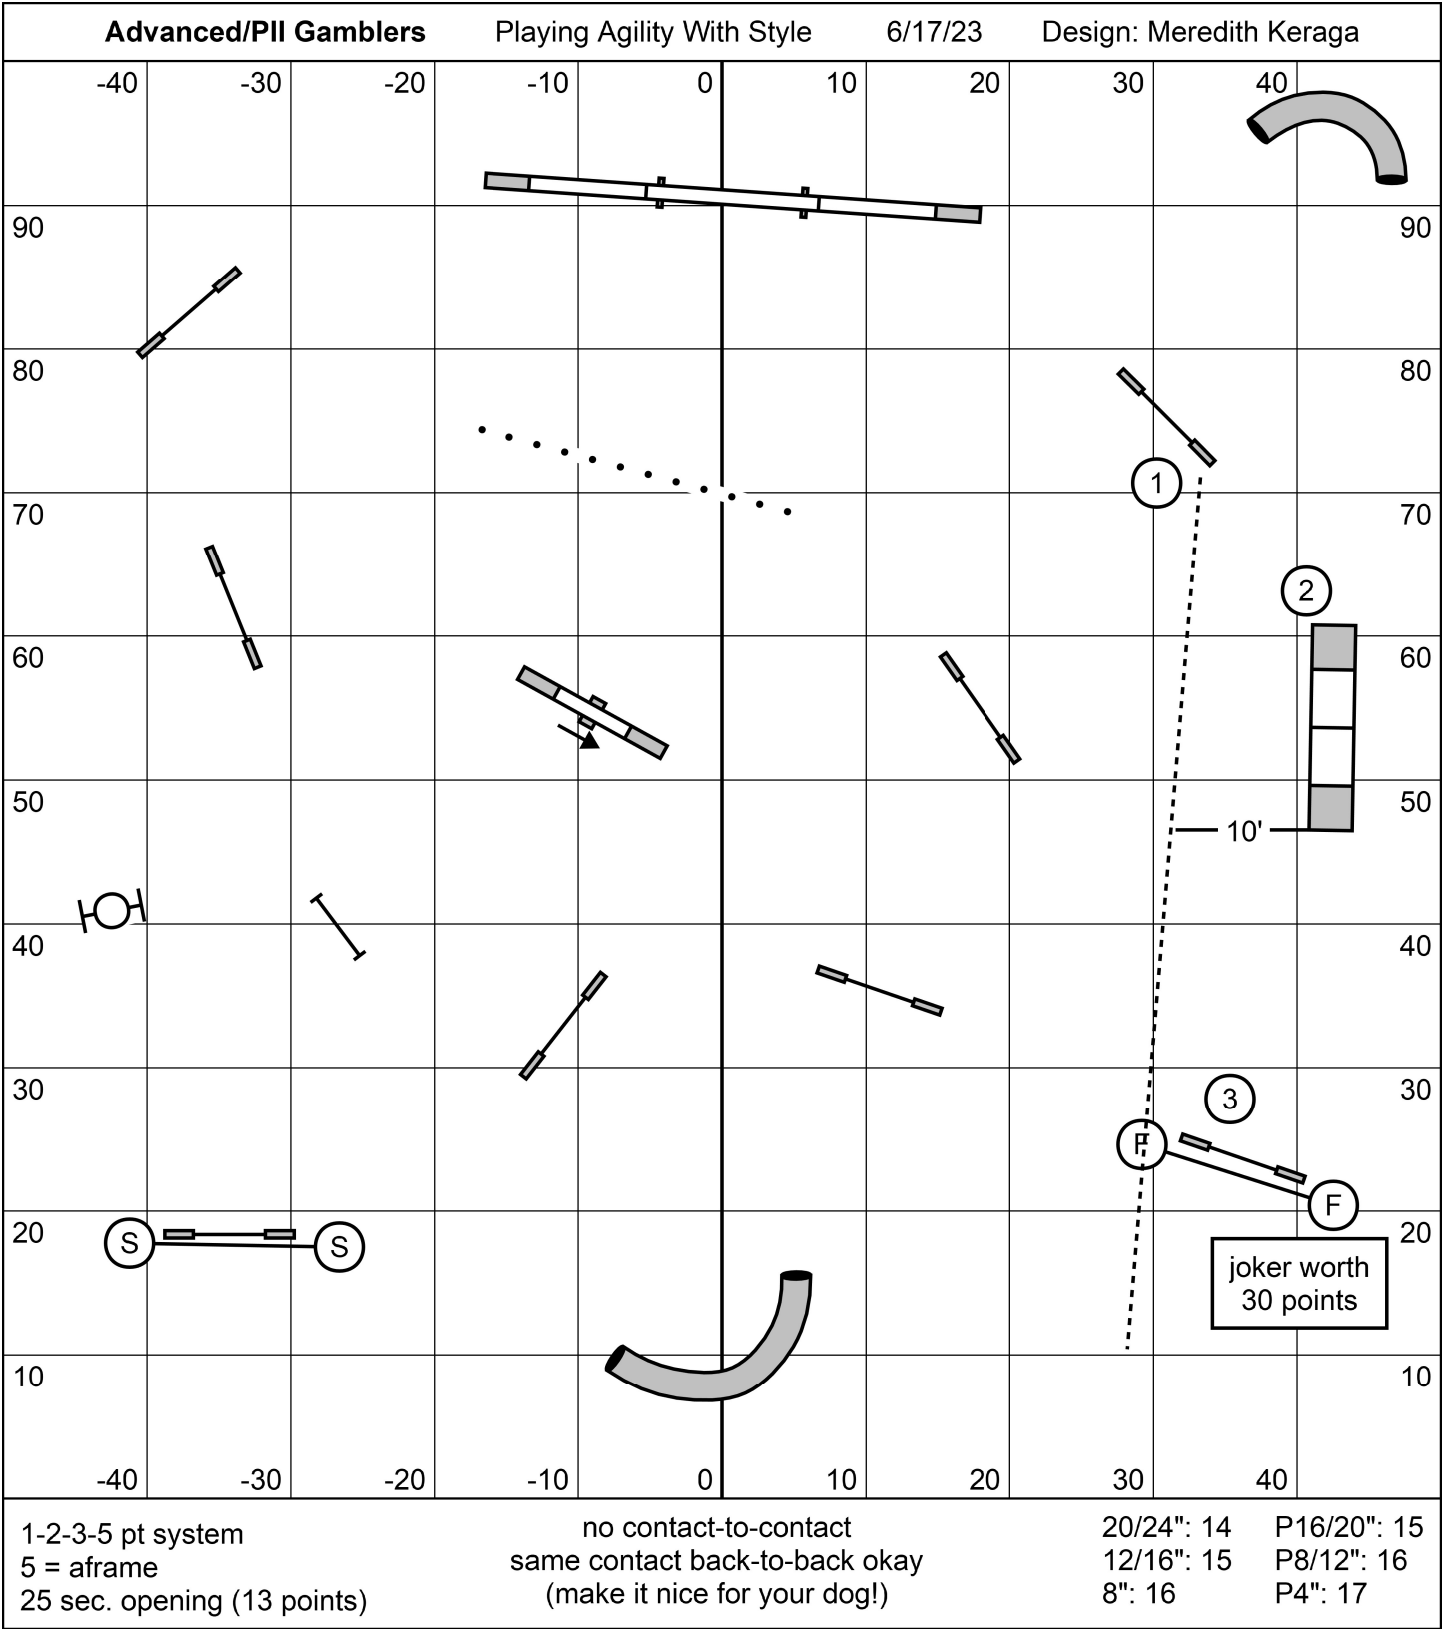 Advanced/PII Gamblers Playing Agility With Style 6/17/23 Design: Meredith Keraga
-40 -30 -20 -10 0 10 20 30 40
90 90
80 80
1
70 70
2
60 60
50 50
10'
40 40
30 30
3
F
F
20 20
S S
joker worth
30 points
10 10
-40 -30 -20 -10 0 10 20 30 40
1-2-3-5 pt system
5 = aframe
25 sec. opening (13 points)
no contact-to-contact
same contact back-to-back okay
(make it nice for your dog!)
20/24": 14 P16/20": 15
12/16": 15 P8/12": 16
8": 16 P4": 17